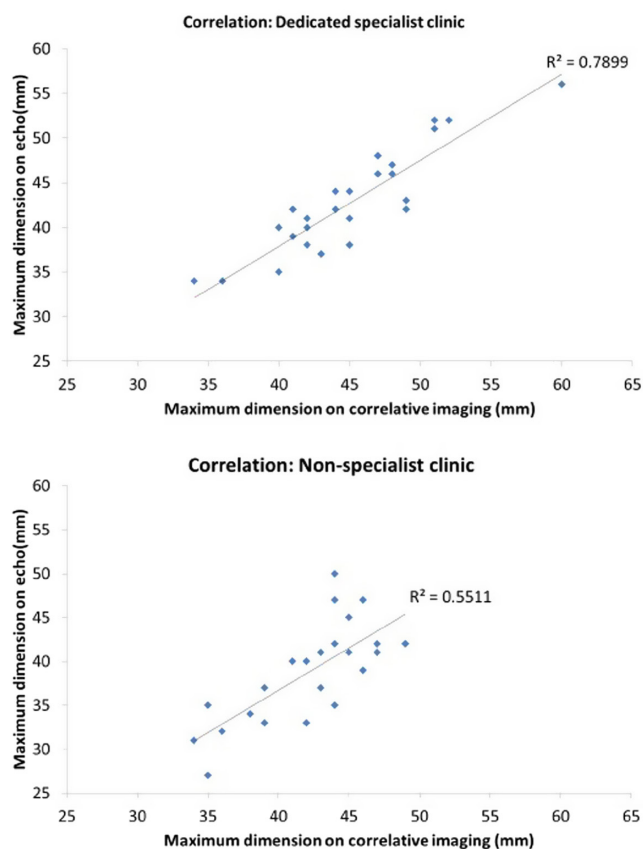 Correlation: Dedicated specialist clinic
R² = 0.7899
Maximum dimension on echo(mm)
60
55
50
45
40
35
30
25
25 30 35 40 45 50 55 60 65
Maximum dimension on correlative imaging (mm)
Correlation: Non-specialist clinic
R² = 0.5511
Maximum dimension on echo(mm)
60
55
50
45
40
35
30
25
25 30 35 40 45 50 55 60 65
Maximum dimension on correlative imaging (mm)